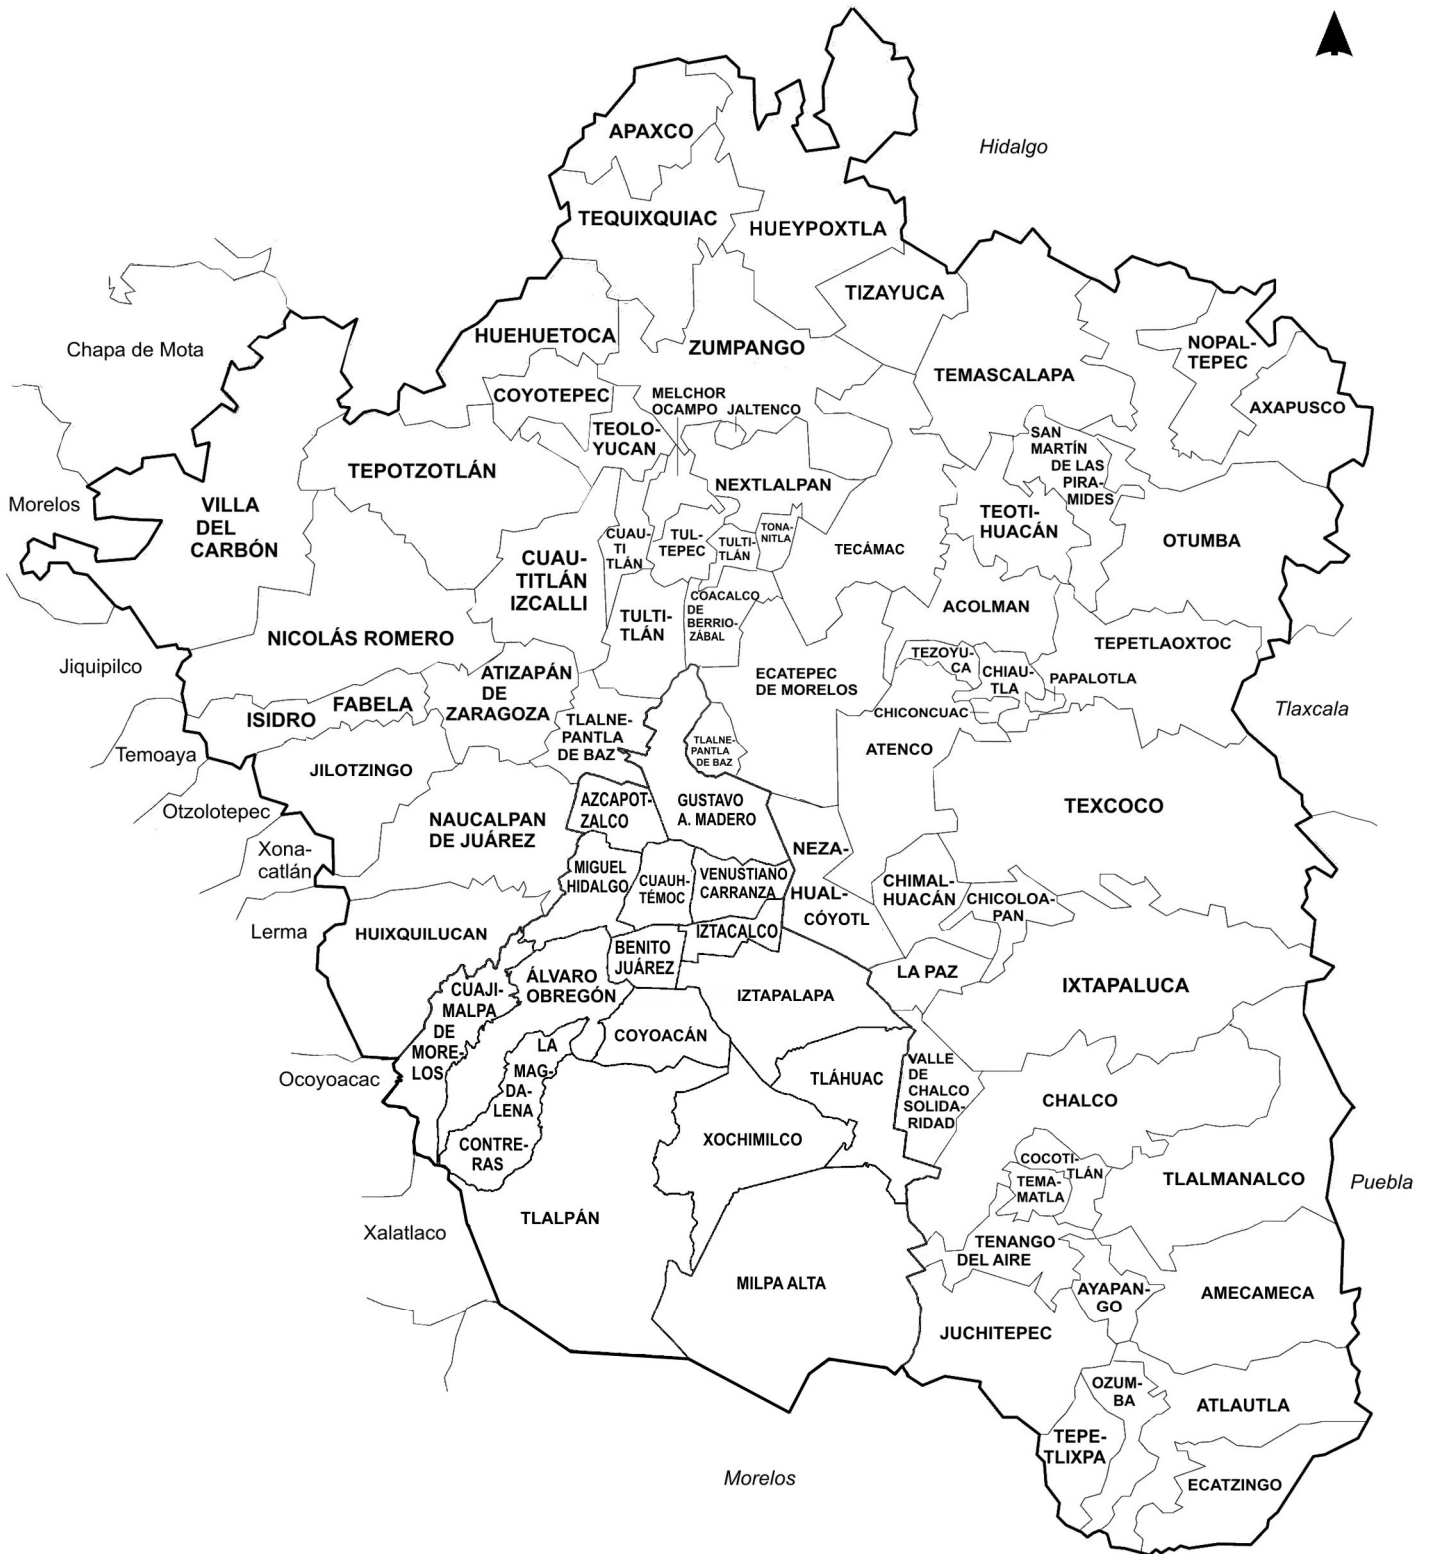 Hidalgo
APAXCO
TEQUIXQUIAC
HUEYPOXTLA
TIZAYUCA
HUEHUETOCA
ZUMPANGO
Chapa de Mota
NOPAL-
TEPEC
TEMASCALAPA
AXAPUSCO
COYOTEPEC
MELCHOR
OCAMPO
JALTENCO
TEOLO-
YUCAN
SAN
MARTÍN
DE LAS
PIRA-
MIDES
TEPOTZOTLÁN
NEXTLALPAN
Morelos
VILLA
DEL
CARBÓN
TEOTI-
HUACÁN
OTUMBA
CUAU-
TI
TLÁN
TUL-
TEPEC
TULTI-
TLÁN
TONA-
NITLA
TECÁMAC
CUAU-
TITLÁN
IZCALLI
COACALCO
DE
BERRIO-
ZÁBAL
ACOLMAN
TULTI-
TLÁN
NICOLÁS ROMERO
TEPETLAOXTOC
Jiquipilco
TEZOYU-
CA
CHIAU-
TLA
PAPALOTLA
ATIZAPÁN
DE
ZARAGOZA
ECATEPEC
DE MORELOS
ISIDRO
FABELA
CHICONCUAC
Tlaxcala
TLALNE-
PANTLA
DE BAZ
TLALNE-
PANTLA
DE BAZ
ATENCO
Temoaya
JILOTZINGO
Otzolotepec
AZCAPOT-
ZALCO
GUSTAVO
A. MADERO
TEXCOCO
NAUCALPAN
DE JUÁREZ
NEZA-
HUAL-
CÓYOTL
Xona-
catlán
MIGUEL
HIDALGO
CUAUH-
TÉMOC
VENUSTIANO
CARRANZA
CHIMAL-
HUACÁN
CHICOLOA-
PAN
Lerma
HUIXQUILUCAN
IZTACALCO
BENITO
JUÁREZ
LA PAZ
ÁLVARO
OBREGÓN
IXTAPALUCA
CUAJI-
MALPA
DE
MORE-
LOS
IZTAPALAPA
COYOACÁN
LA
MAG-
DA-
LENA
CONTRE-
RAS
Ocoyoacac
TLÁHUAC
VALLE
DE
CHALCO
SOLIDA-
RIDAD
CHALCO
XOCHIMILCO
COCOTI-
TLÁN
TEMA-
MATLA
TLALMANALCO
Puebla
TLALPÁN
Xalatlaco
TENANGO
DEL AIRE
MILPA ALTA
AYAPAN-
GO
AMECAMECA
JUCHITEPEC
OZUM-
BA
ATLAUTLA
TEPE-
TLIXPA
Morelos
ECATZINGO